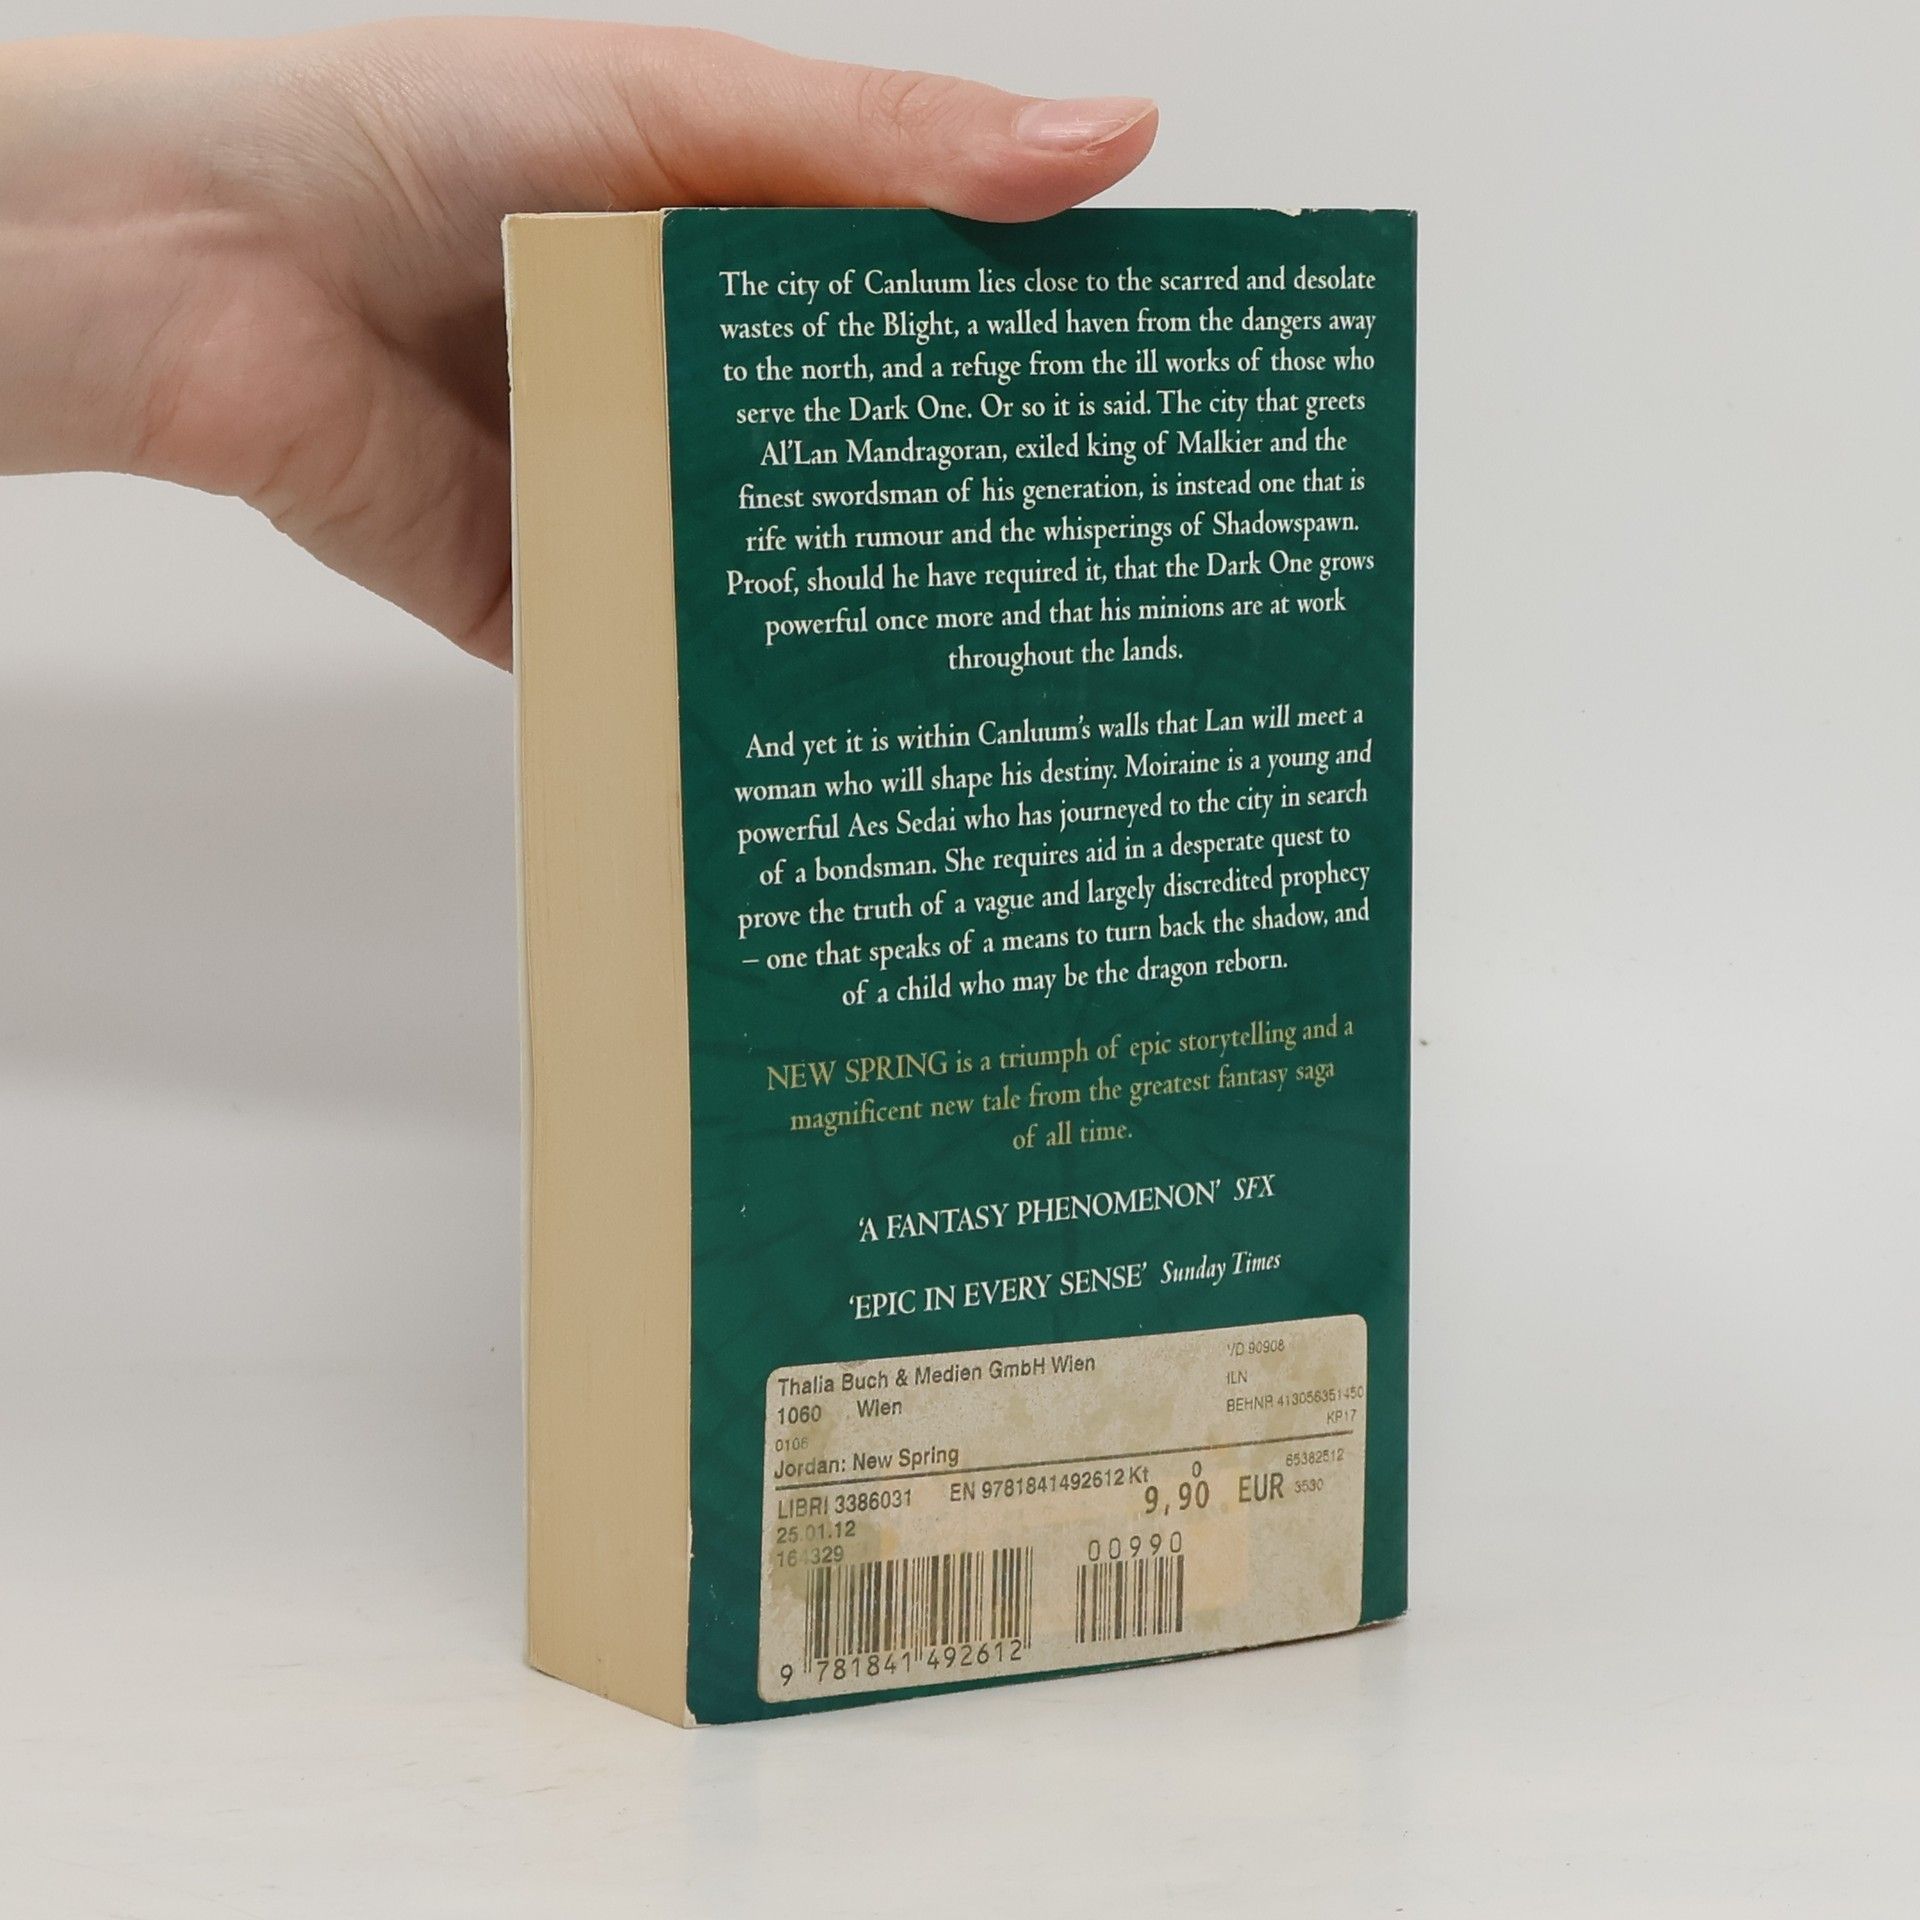 The city of Canluum lies close to the scarred and desolate
wastes of the Blight, a walled haven from the dangers away
to the north, and a refuge from the ill works of those who
serve the Dark One. Or so it is said. The city that greets
Al'Lan Mandragoran, exiled king of Malkier and the
finest swordsman of his generation, is instead one that is
rife with rumour and the whisperings of Shadowspawn.
Proof, should he have required it, that the Dark One grows
powerful once more and that his minions are at work
throughout the lands.
And yet it is within Canluum's walls that Lan will meet a
woman who will shape his destiny. Moiraine is a young and
powerful Aes Sedai who has journeyed to the city in search
of a bondsman. She requires aid in a desperate quest to
prove the truth of a vague and largely discredited prophecy
– one that speaks of a means to turn back the shadow, and
of a child who may be the dragon reborn.
NEW SPRING is a triumph of epic storytelling and a
magnificent new tale from the greatest fantasy saga
of all time.
'A FANTASY PHENOMENON' SFX
'EPIC IN EVERY SENSE' Sunday Times
Thalia Buch & Medien GmbH Wien
VD 90908
1060 Wien
ILN
BEHNR 413056351450
KP17
0106
Jordan: New Spring
65382512
LIBRI 3386031 EN 9781841492612 Kt 0
9,90 EUR 3530
25.01.12
164329
00990
9 781841 492612